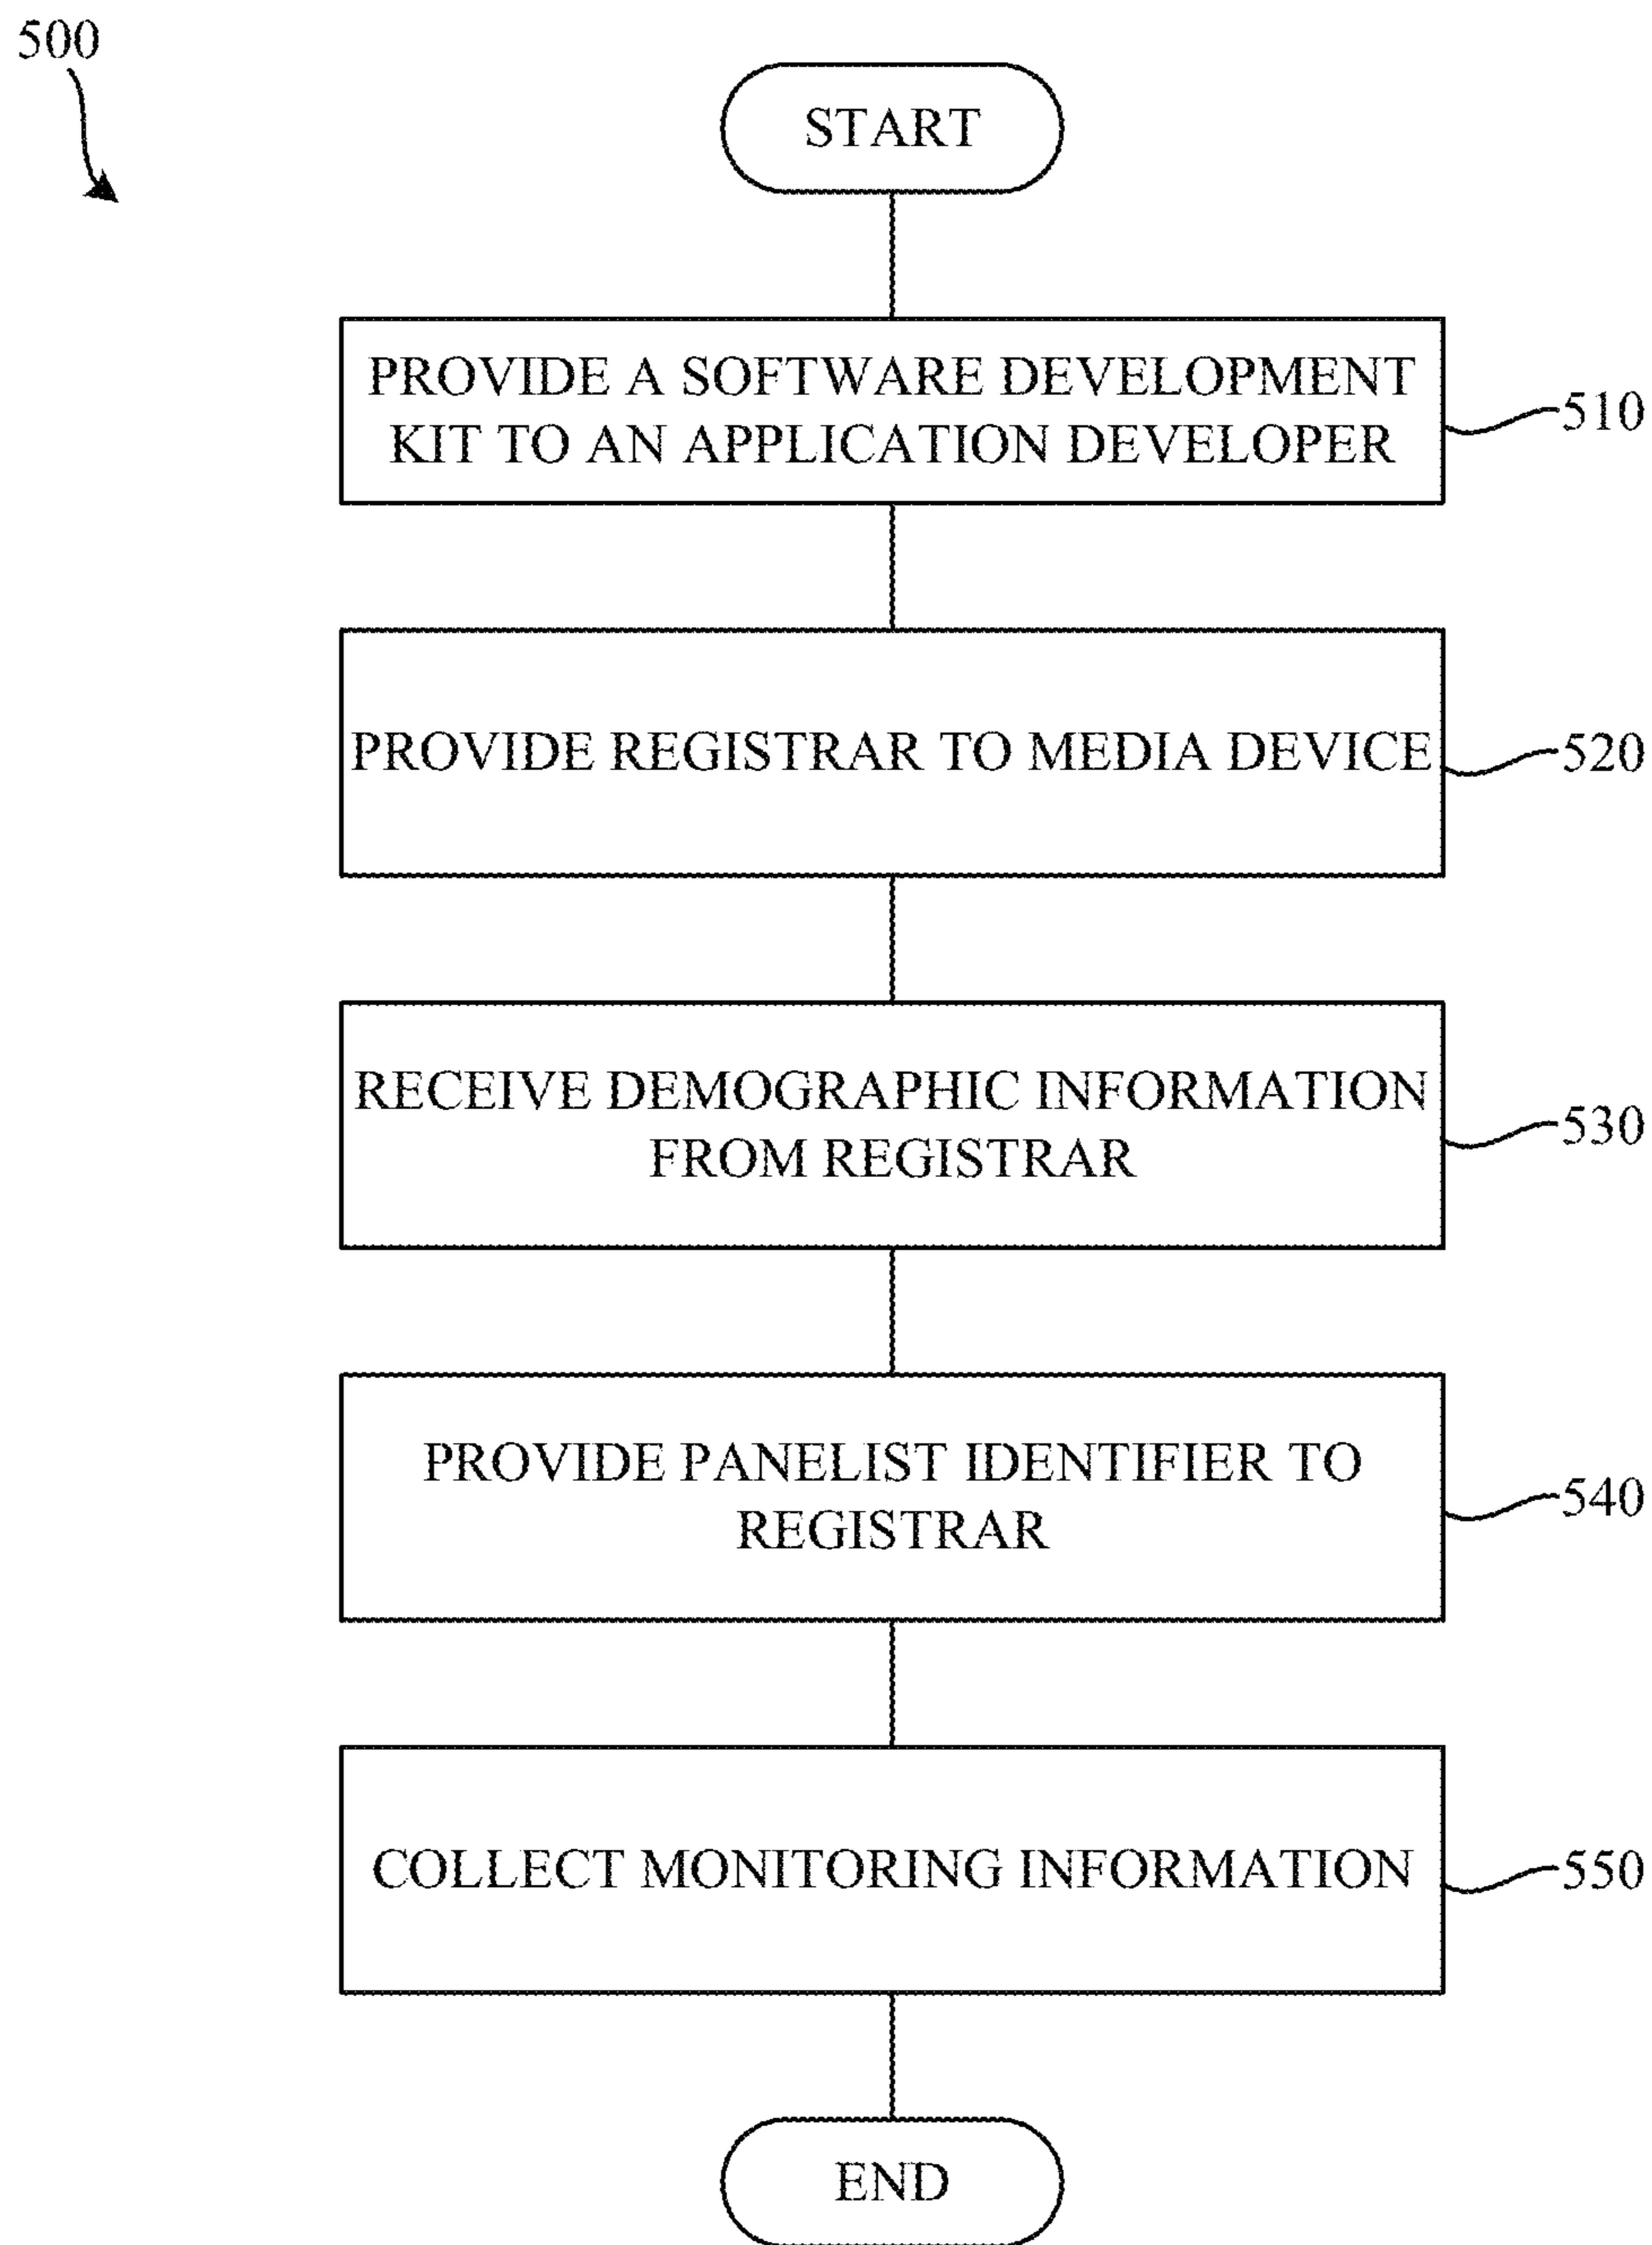 500
START
PROVIDE A SOFTWARE DEVELOPMENT
KIT TO AN APPLICATION DEVELOPER
510
PROVIDE REGISTRAR TO MEDIA DEVICE
520
RECEIVE DEMOGRAPHIC INFORMATION
FROM REGISTRAR
530
PROVIDE PANELIST IDENTIFIER TO
REGISTRAR
540
COLLECT MONITORING INFORMATION
550
END